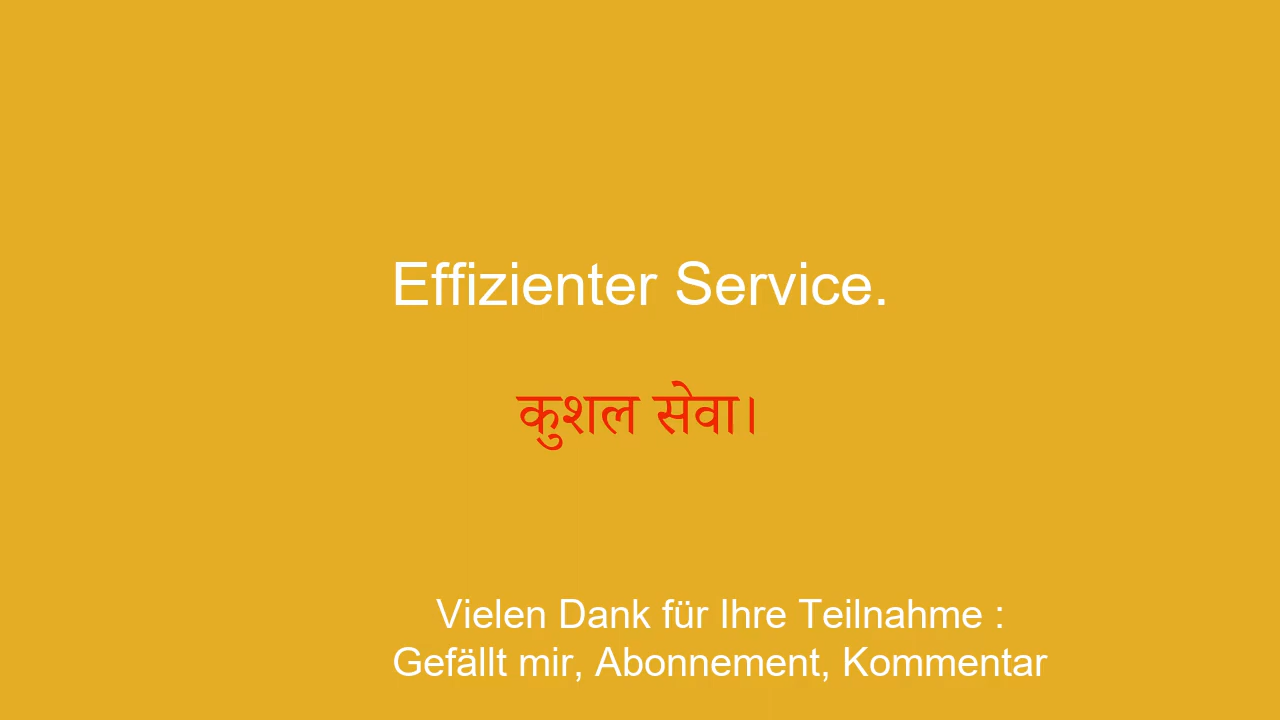 Effizienter Service.
कुशल सेवा।
Vielen Dank für Ihre Teilnahme :
Gefällt mir, Abonnement, Kommentar